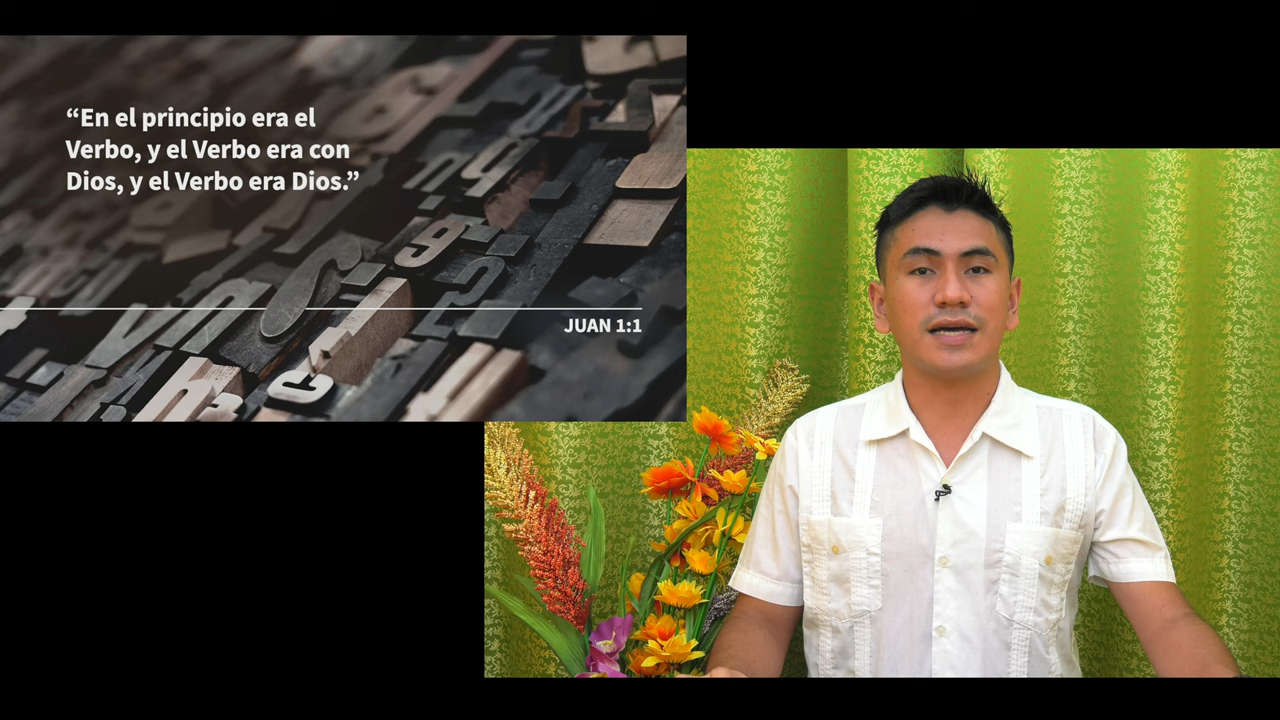 “En el principio era el
Verbo, y el Verbo era con
Dios, y el Verbo era Dios.”
JUAN 1:1